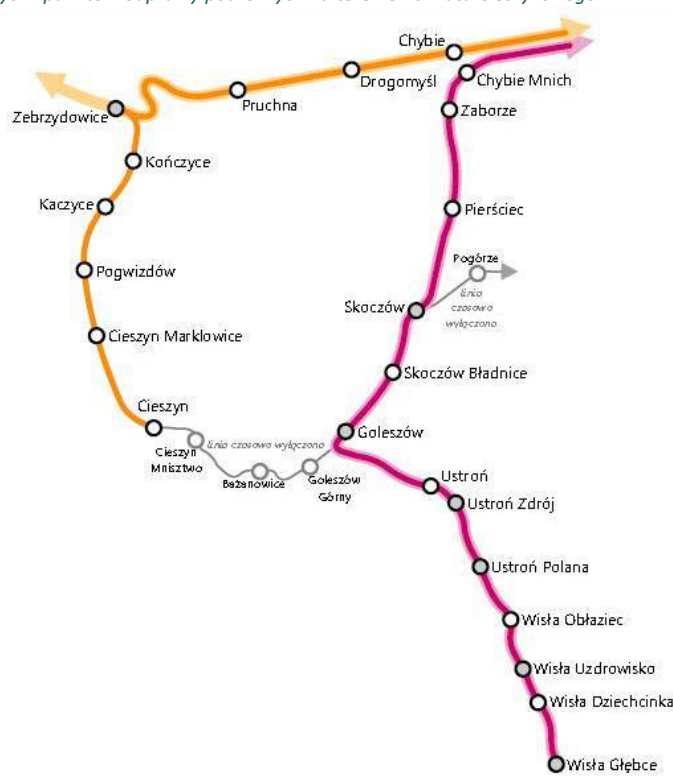 Chybie
Drogomyśl
Chybie Mnich
Pruchna
Zebrzydowice
Zaborze
Kończyce
Kaczyce
Pierściec
Pogórze
Pogwizdów
linia
czasowo
wyłączona
Skoczów
Cieszyn Marklowice
Skoczów Bładnice
Cieszyn
Goleszów
linia czasowo wyłączona
Cieszyn
Mnisztwo
Bażanowice
Goleszów
Górny
Ustroń
Ustroń Zdrój
Ustroń Polana
Wisła Obłaziec
Wisła Uzdrowisko
Wisła Dziechcinka
Wisła Głębce